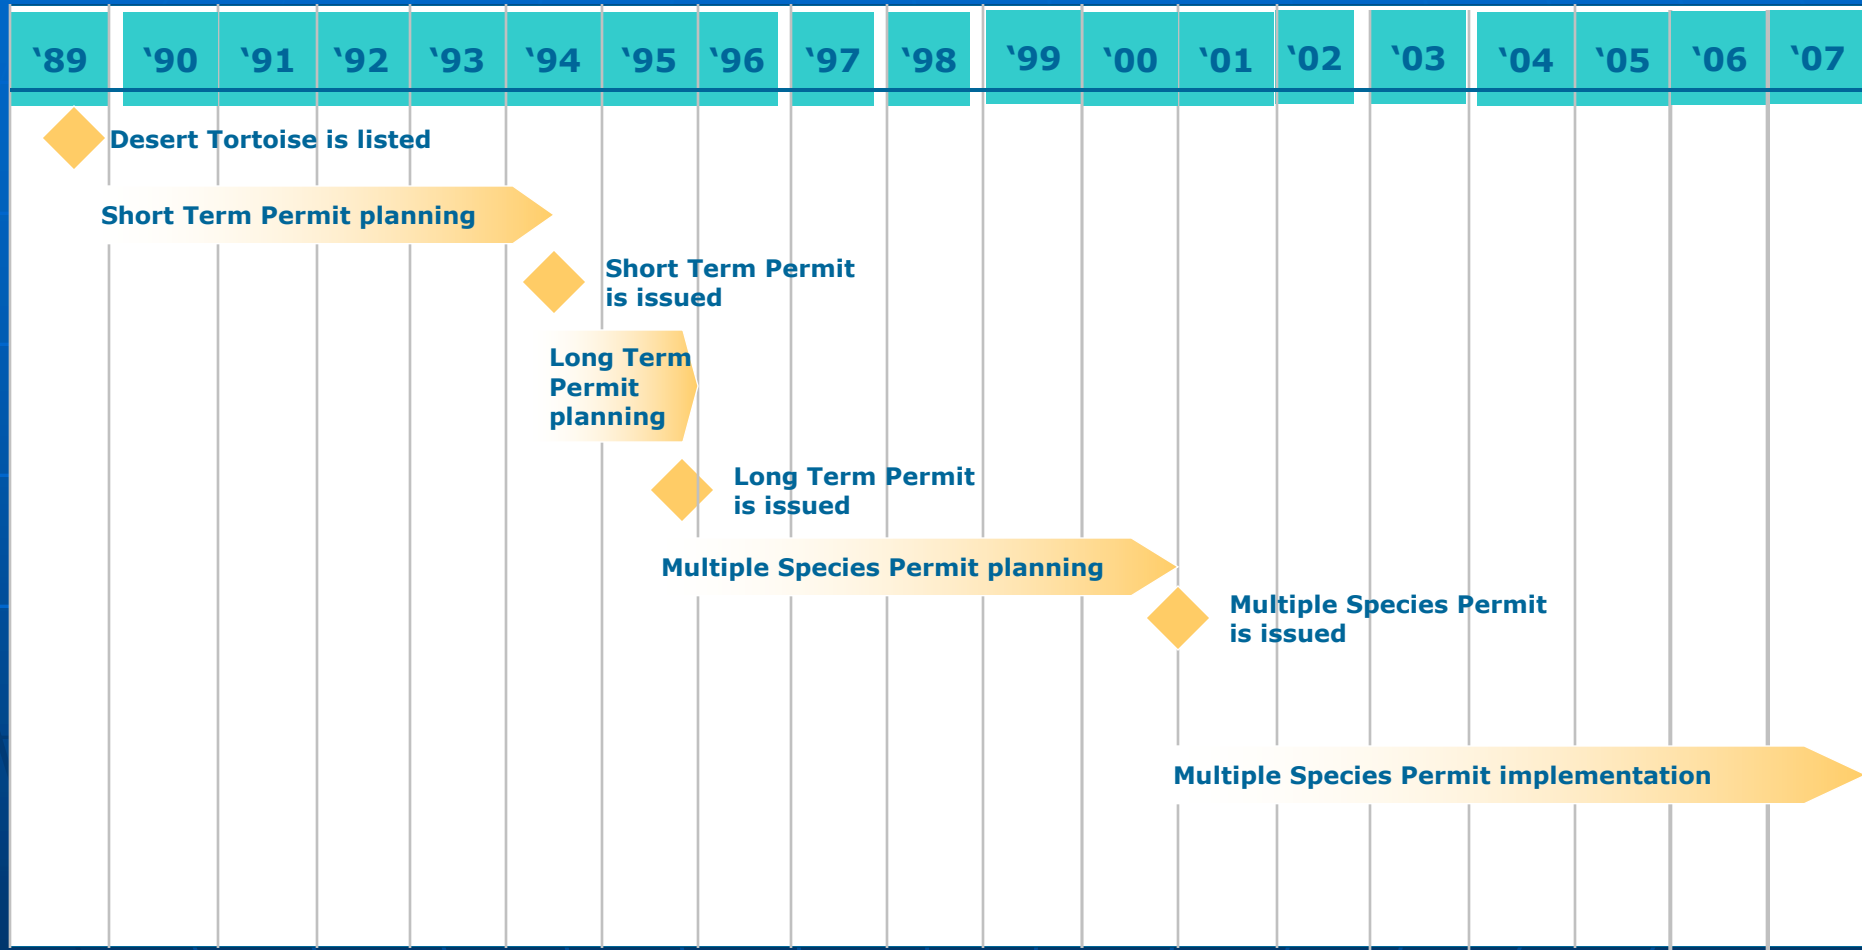 ‘89 ‘90 ‘91 ‘92 ‘93 ‘94 ‘95 ‘96 ‘97 ‘98 ‘99 ‘00 ‘01 ‘02 ‘03 ‘04 ‘05 ‘06 ‘07
Desert Tortoise is listed
Short Term Permit planning
Short Term Permit
is issued
Long Term
Permit
planning
Long Term Permit
is issued
Multiple Species Permit planning
Multiple Species Permit
is issued
Multiple Species Permit implementation